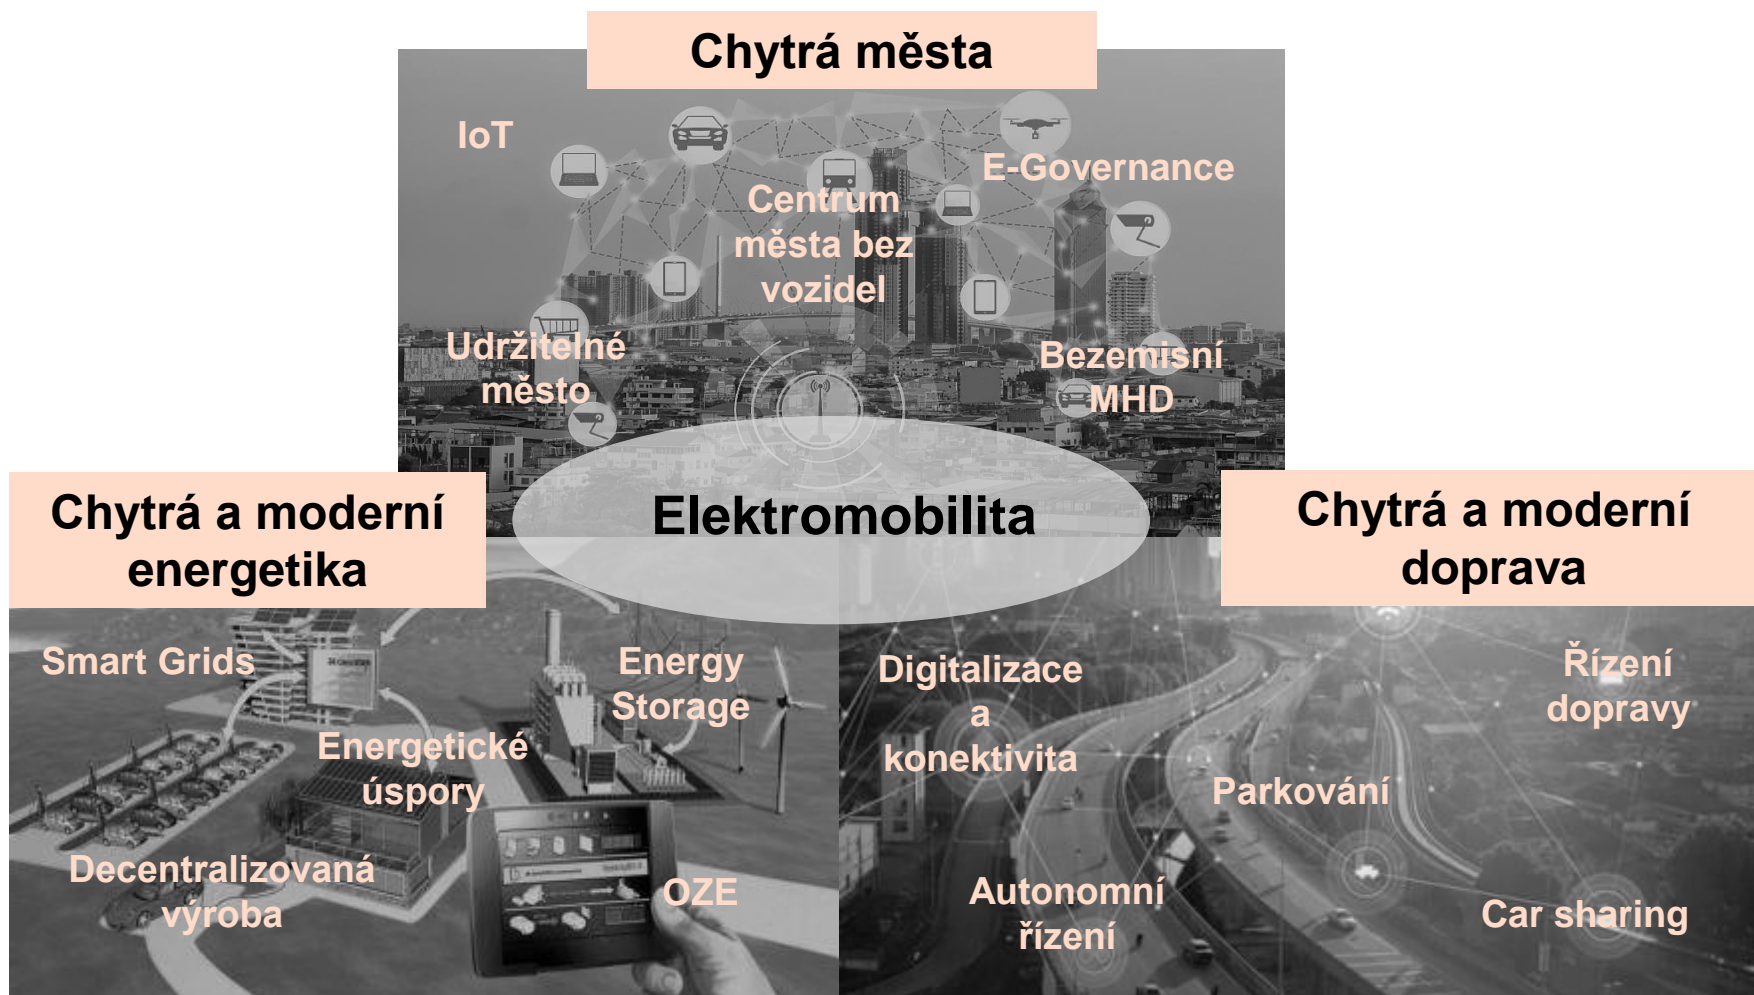 Chytrá města
IoT
E-Governance
Centrum
města bez
vozidel
Udržitelné
město
Bezemisní
MHD
Elektromobilita
Chytrá a moderní
energetika
Smart Grids
Energy
Storage
Energetické
úspory
Decentralizovaná
výroba
OZE
Chytrá a moderní
doprava
Digitalizace
a
konektivita
Řízení
dopravy
Parkování
Autonomní
řízení
Car sharing